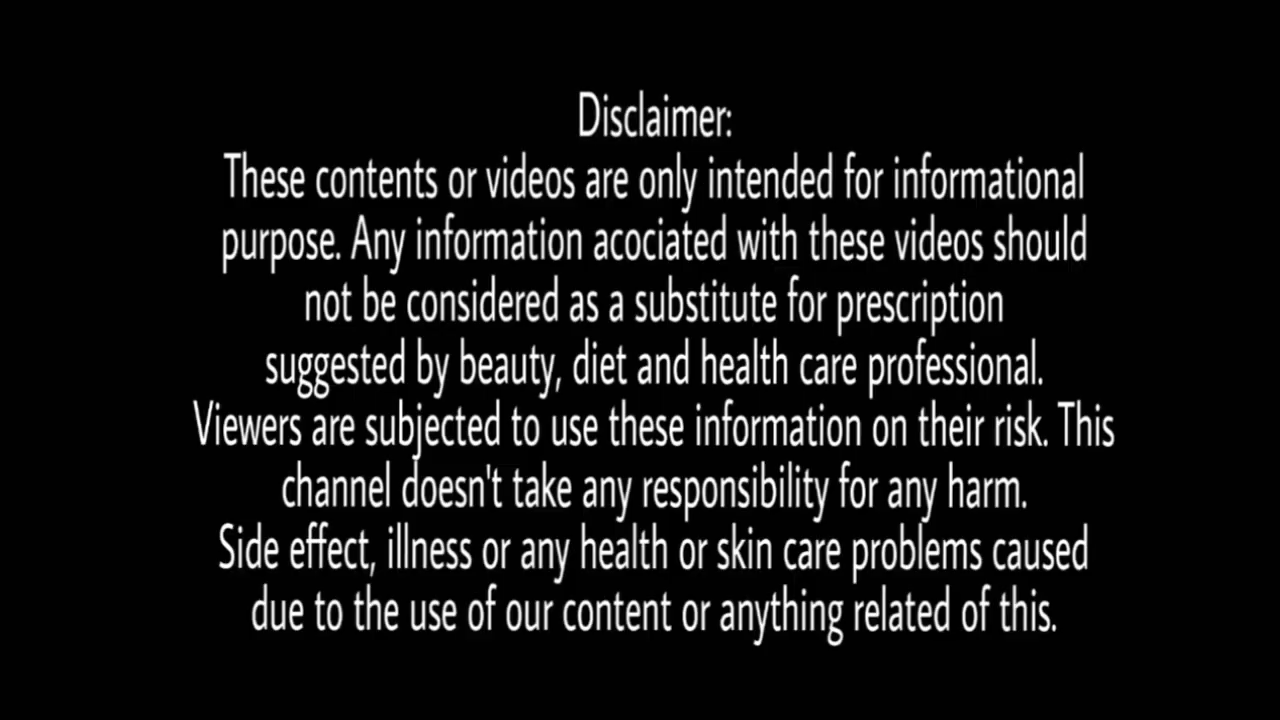 Disclaimer:
These contents or videos are only intended for informational
purpose. Any information acociated with these videos should
not be considered as a substitute for prescription
suggested by beauty, diet and health care professional.
Viewers are subjected to use these information on their risk. This
channel doesn't take any responsibility for any harm.
Side effect, illness or any health or skin care problems caused
due to the use of our content or anything related of this.